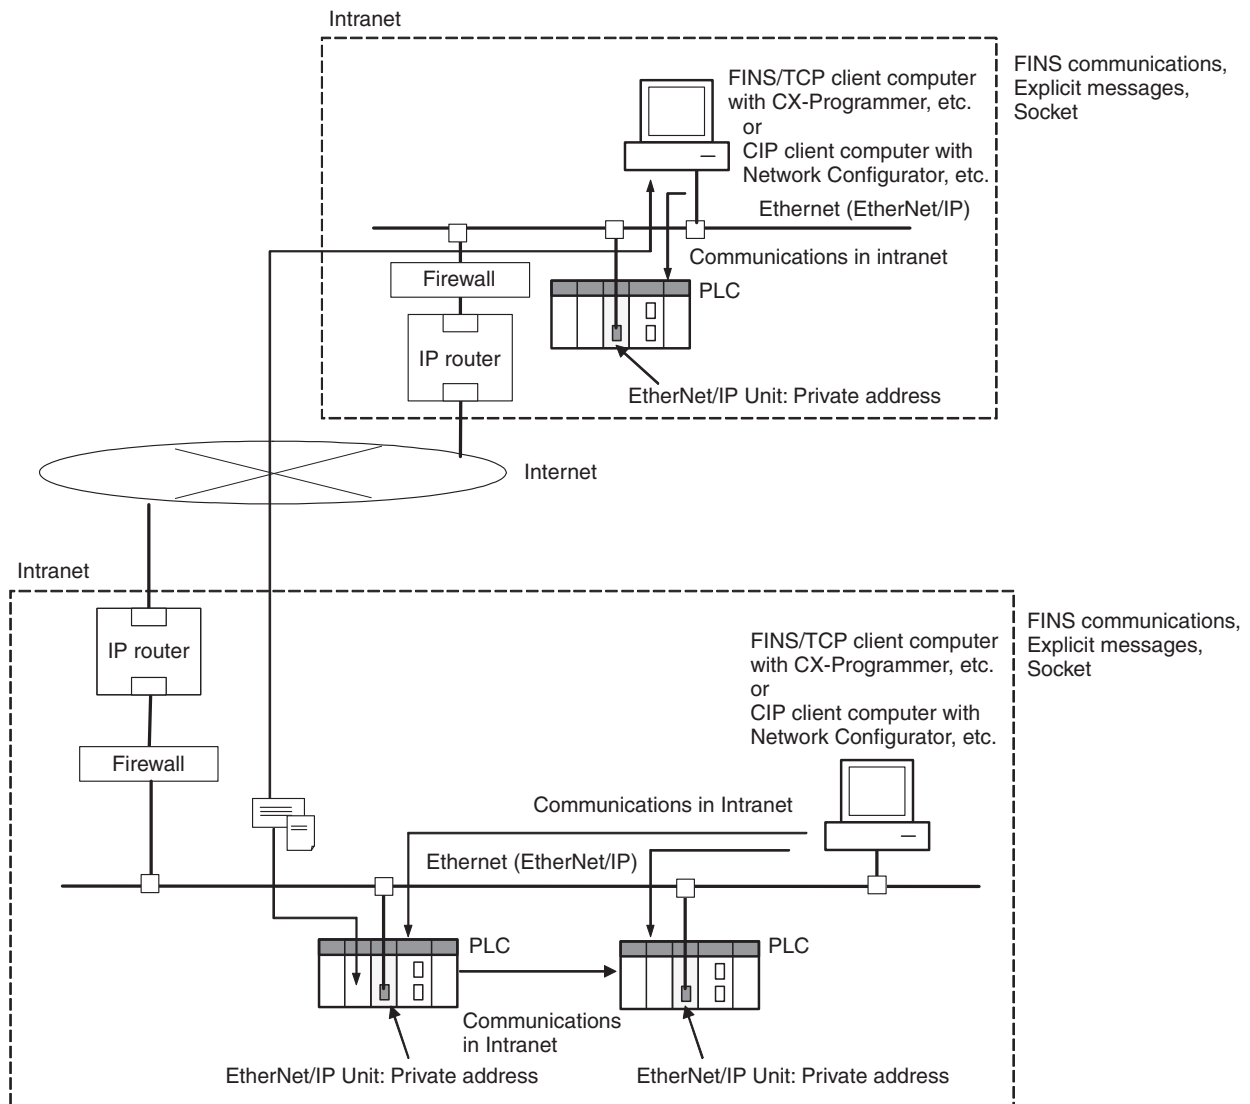 Intranet
FINS communications,
Explicit messages,
Socket
FINS/TCP client computer
with CX-Programmer, etc.
or
CIP client computer with
Network Configurator, etc.
Ethernet (EtherNet/IP)
Communications in intranet
Firewall
PLC
IP router
EtherNet/IP Unit: Private address
Internet
Intranet
FINS communications,
Explicit messages,
Socket
IP router
FINS/TCP client computer
with CX-Programmer, etc.
or
CIP client computer with
Network Configurator, etc.
Firewall
Communications in Intranet
Ethernet (EtherNet/IP)
PLC
PLC
Communications
in Intranet
EtherNet/IP Unit: Private address
EtherNet/IP Unit: Private address